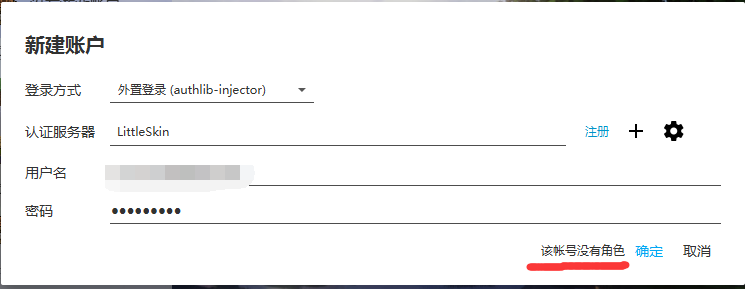 新建账户
登录方式 外置登录 (authlib-injector)
认证服务器 LittleSkin 注册
用户名
密码 •••••••••
该帐号没有角色 确定 取消